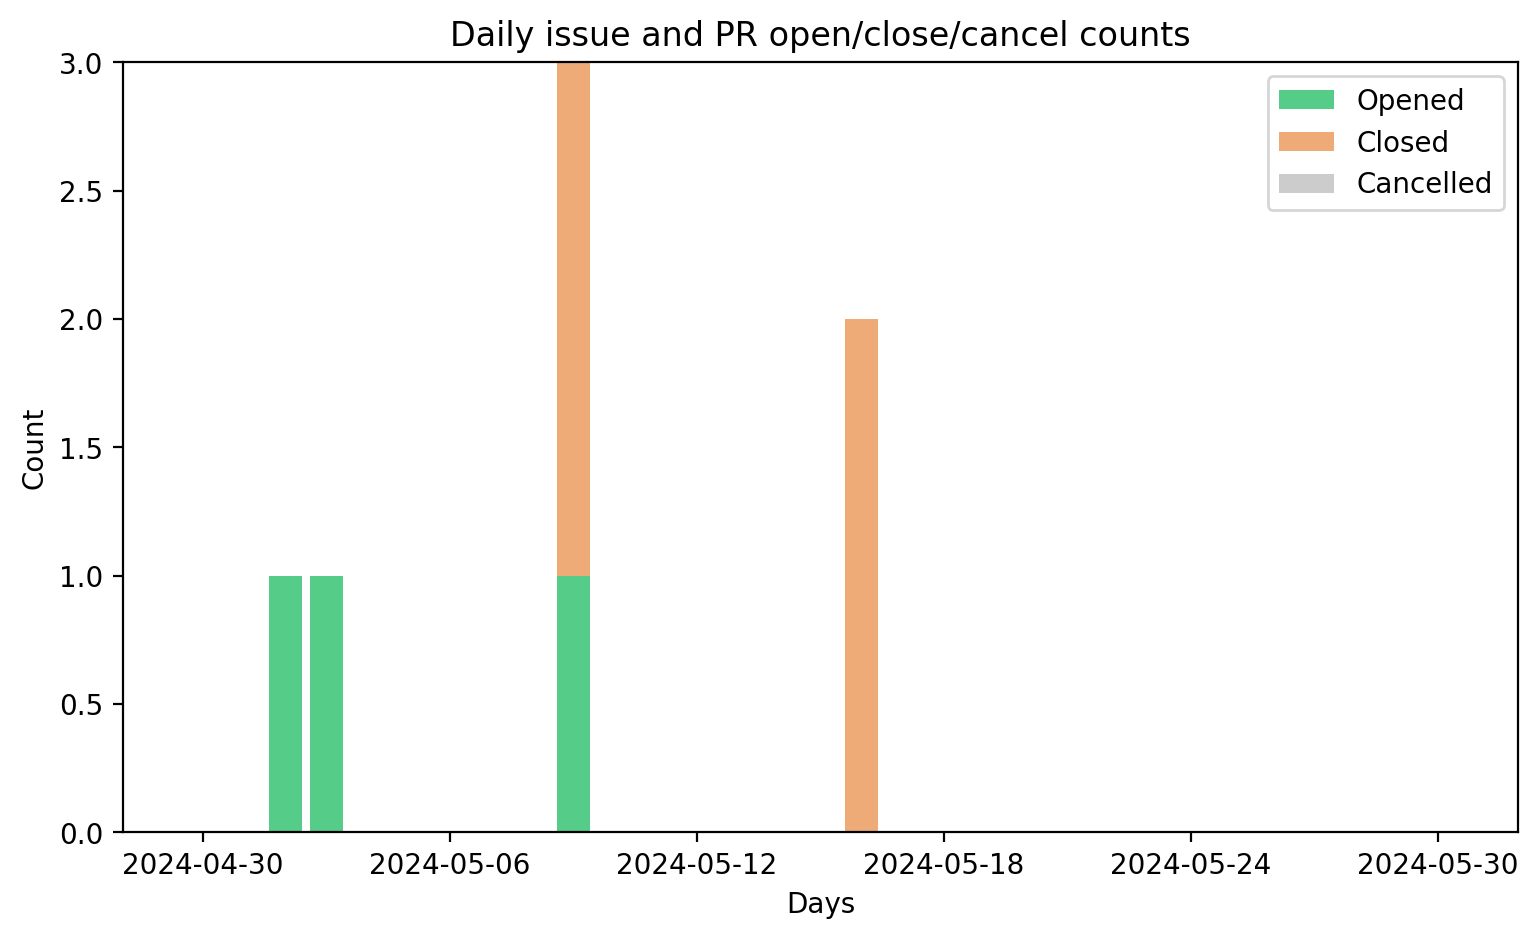 Daily issue and PR open/close/cancel counts
3.0
2.5
2.0
1.5
1.0
0.5
0.0
Count
Opened
Closed
Cancelled
2024-04-30 2024-05-06 2024-05-12 2024-05-18 2024-05-24 2024-05-30
Days